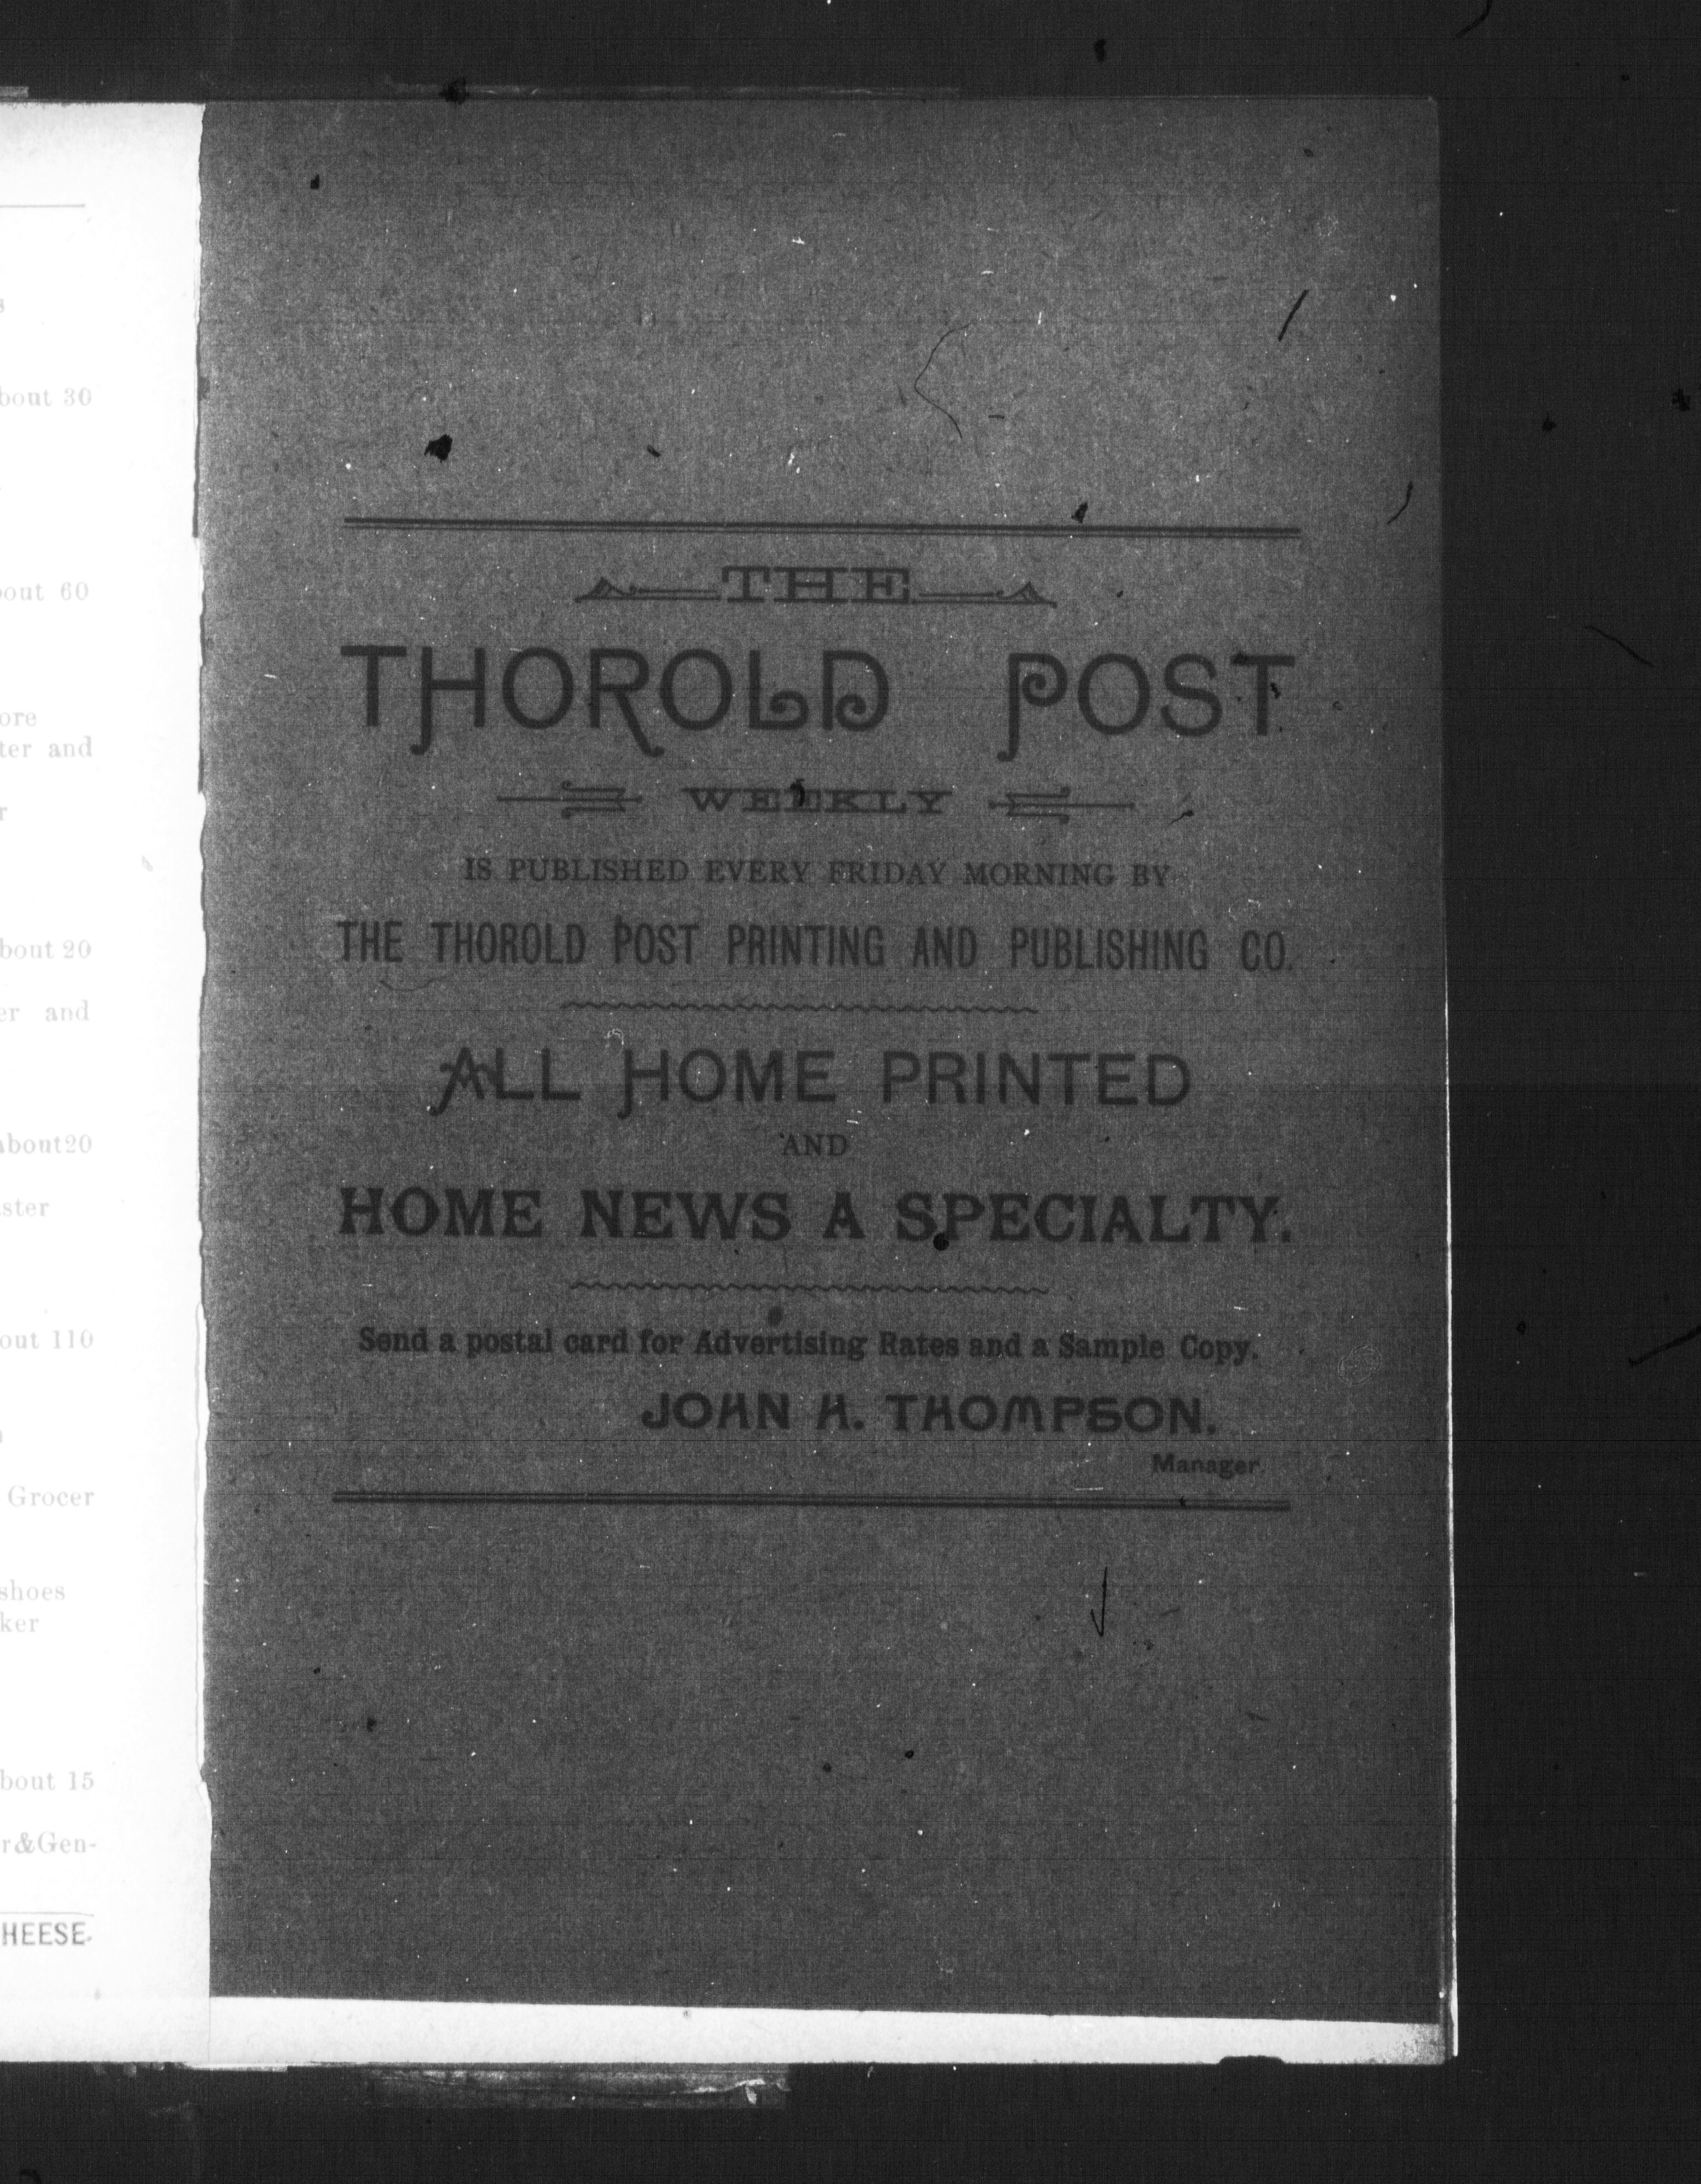 bout 30
out 60
ore
ter and
r
bout 20
er and
about20
ster
out 110
Grocer
shoes
ker
bout 15
r&Gen-
HEESE.
THE
THOROLD POST
WEEKLY
IS PUBLISHED EVERY FRIDAY MORNING BY
THE THOROLD POST PRINTING AND PUBLISHING CO.
ALL HOME PRINTED
AND
HOME NEWS A SPECIALTY.
Send a postal card for Advertising Rates and a Sample Copy.
JOHN H. THOMPSON.
Manager.